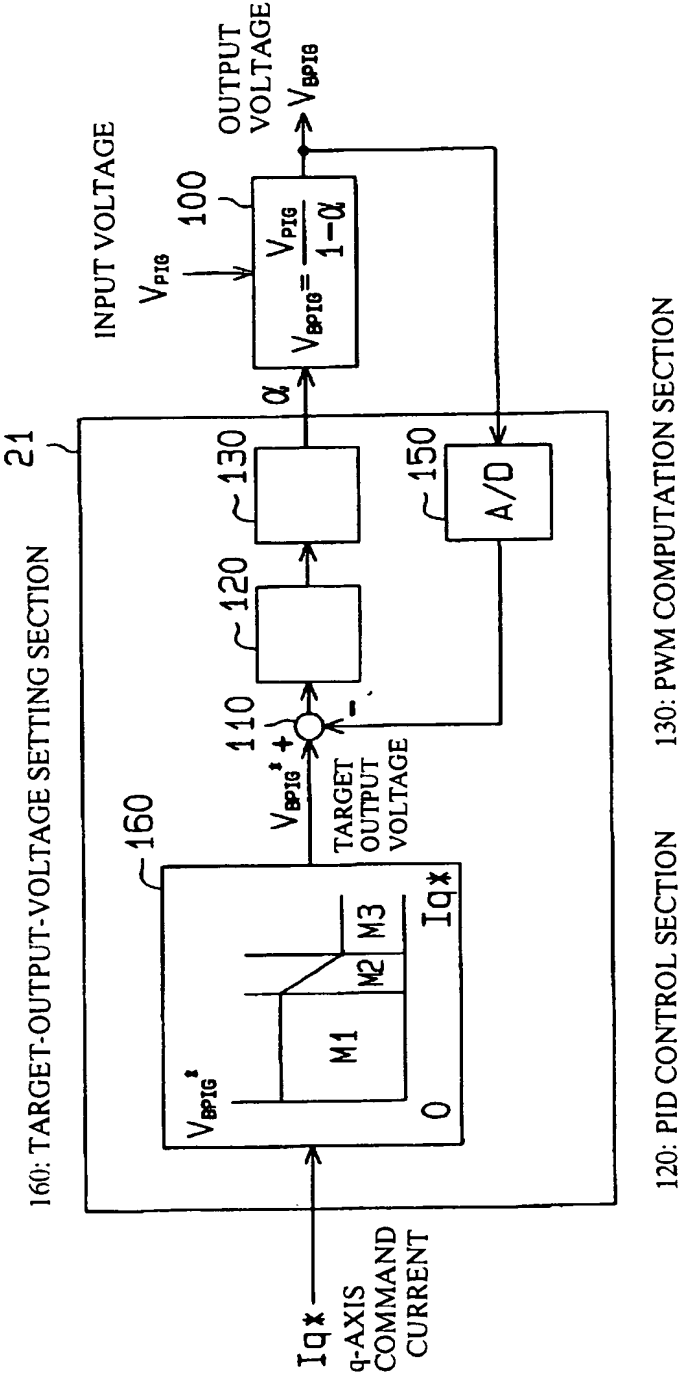 160: TARGET-OUTPUT-VOLTAGE SETTING SECTION
21
INPUT VOLTAGE
V_PIG
OUTPUT
VOLTAGE
V_BPIG
100
V_BPIG = V_PIG / 1-α
α
130
120
110
+
-
V_BPIG*
TARGET
OUTPUT
VOLTAGE
160
V_BPIG*
M1
M2
M3
0
Iq*
Iq*
q-AXIS
COMMAND
CURRENT
150
A/D
120: PID CONTROL SECTION
130: PWM COMPUTATION SECTION